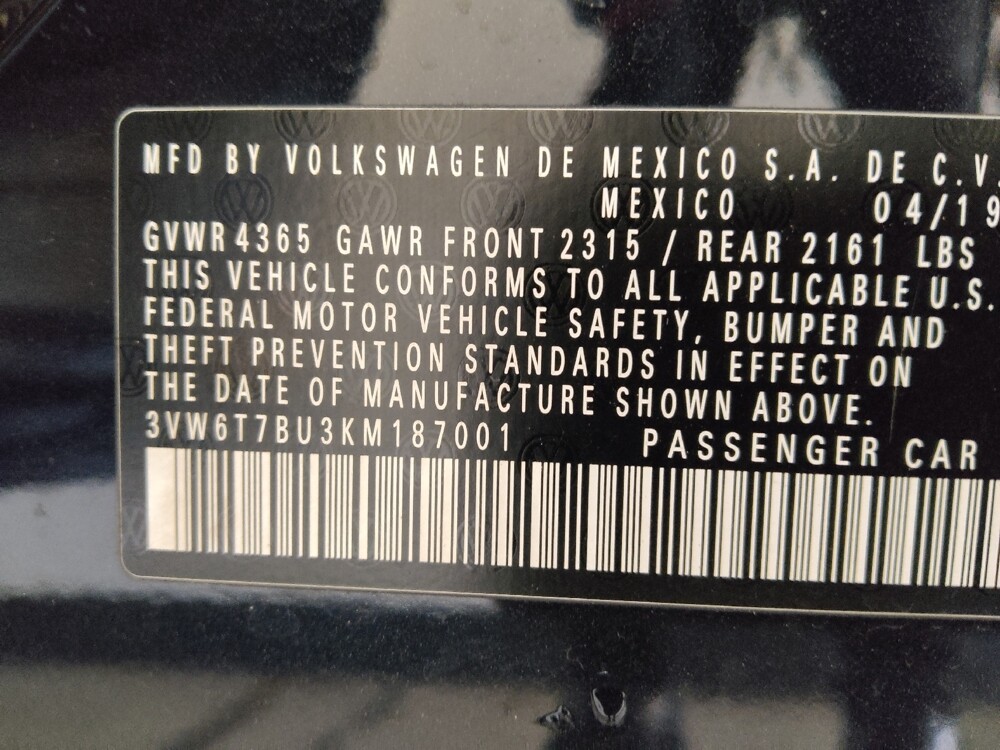 MFD BY VOLKSWAGEN DE MEXICO S.A. DE C.V.
MEXICO 04/19
GVWR 4365 GAWR FRONT 2315 / REAR 2161 LBS
THIS VEHICLE CONFORMS TO ALL APPLICABLE U.S.
FEDERAL MOTOR VEHICLE SAFETY, BUMPER AND
THEFT PREVENTION STANDARDS IN EFFECT ON
THE DATE OF MANUFACTURE SHOWN ABOVE.
3VW6T7BU3KM187001 PASSENGER CAR